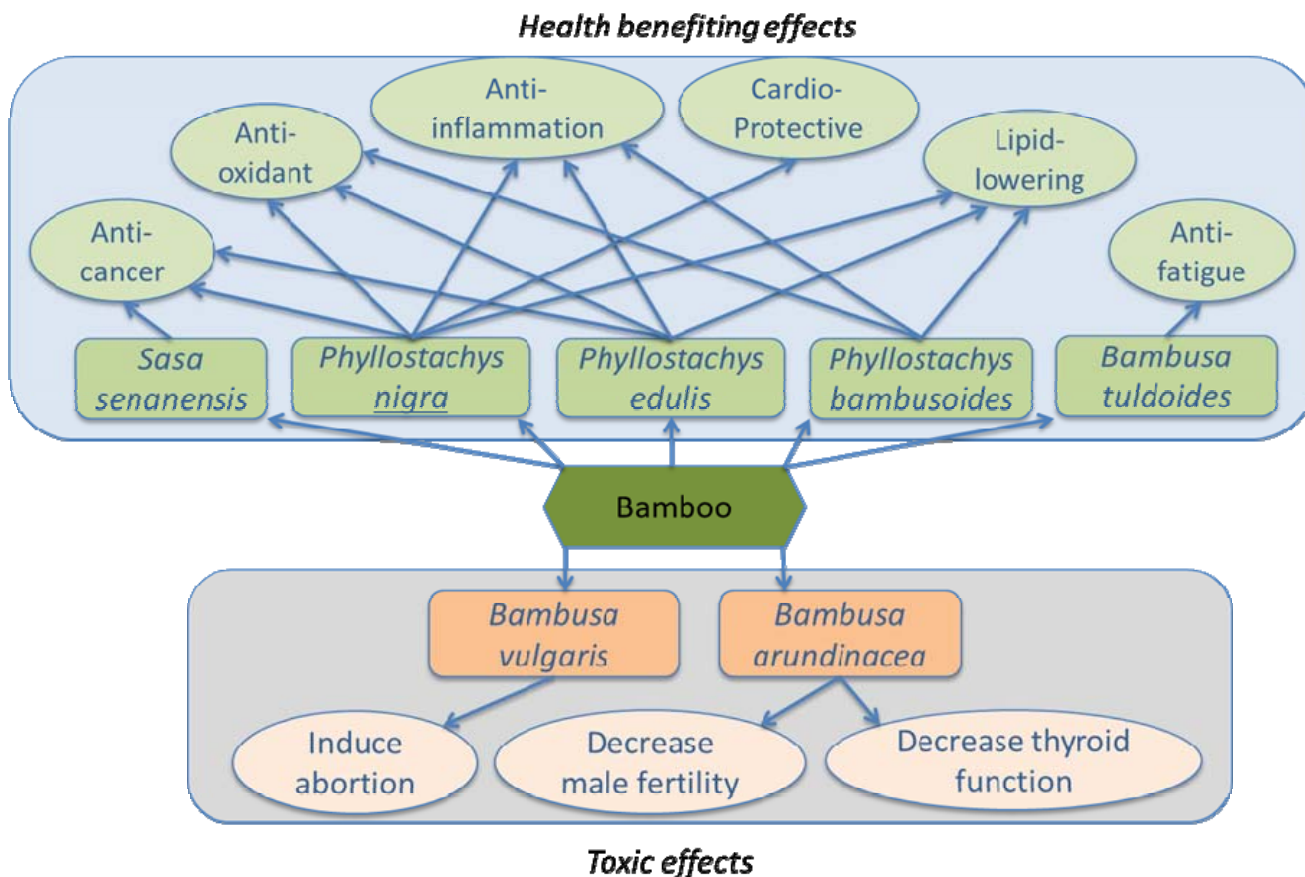 Health benefiting effects
Anti-
inflammation
Cardio-
Protective
Anti-
oxidant
Lipid-
lowering
Anti-
cancer
Anti-
fatigue
Sasa
senanensis
Phyllostachys
nigra
Phyllostachys
edulis
Phyllostachys
bambusoides
Bambusa
tuldoides
Bamboo
Bambusa
vulgaris
Bambusa
arundinacea
Induce
abortion
Decrease
male fertility
Decrease thyroid
function
Toxic effects